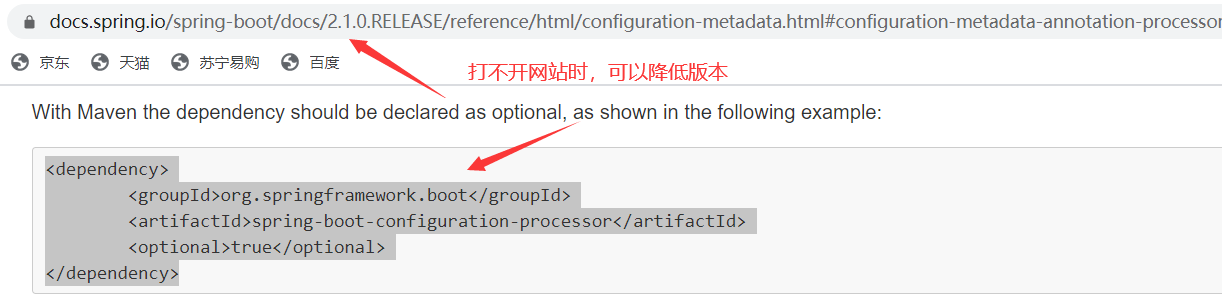 docs.spring.io/spring-boot/docs/2.1.0.RELEASE/reference/html/configuration-metadata.html#configuration-metadata-annotation-processor
京东 天猫 苏宁易购 百度
打不开网站时，可以降低版本
With Maven the dependency should be declared as optional, as shown in the following example:
<dependency>
<groupId>org.springframework.boot</groupId>
<artifactId>spring-boot-configuration-processor</artifactId>
<optional>true</optional>
</dependency>